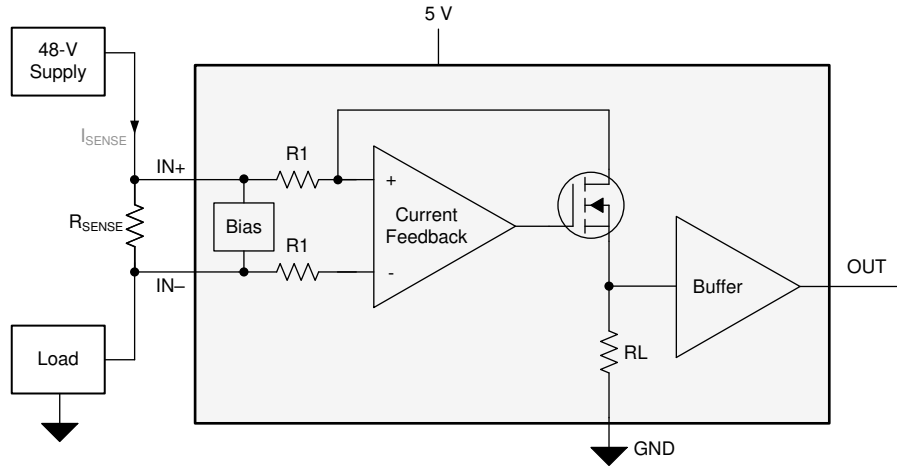 5 V
48-V
Supply
ISENSE
IN+
R1
+
RSENSE
Bias
Current
Feedback
R1
-
IN–
Buffer
OUT
Load
RL
GND